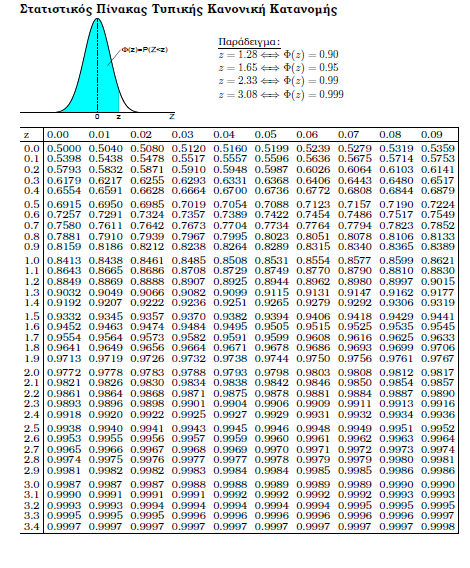 Στατιστικός Πίνακας Τυπικής Κανονική Κατανομής
Φ(z)=P(Z<z)
0 z Z
Παράδειγμα:
z = 1.28 ⟺ Φ(z) = 0.90
z = 1.65 ⟺ Φ(z) = 0.95
z = 2.33 ⟺ Φ(z) = 0.99
z = 3.08 ⟺ Φ(z) = 0.999
z 0.00 0.01 0.02 0.03 0.04 0.05 0.06 0.07 0.08 0.09
0.0 0.5000 0.5040 0.5080 0.5120 0.5160 0.5199 0.5239 0.5279 0.5319 0.5359
0.1 0.5398 0.5438 0.5478 0.5517 0.5557 0.5596 0.5636 0.5675 0.5714 0.5753
0.2 0.5793 0.5832 0.5871 0.5910 0.5948 0.5987 0.6026 0.6064 0.6103 0.6141
0.3 0.6179 0.6217 0.6255 0.6293 0.6331 0.6368 0.6406 0.6443 0.6480 0.6517
0.4 0.6554 0.6591 0.6628 0.6664 0.6700 0.6736 0.6772 0.6808 0.6844 0.6879
0.5 0.6915 0.6950 0.6985 0.7019 0.7054 0.7088 0.7123 0.7157 0.7190 0.7224
0.6 0.7257 0.7291 0.7324 0.7357 0.7389 0.7422 0.7454 0.7486 0.7517 0.7549
0.7 0.7580 0.7611 0.7642 0.7673 0.7704 0.7734 0.7764 0.7794 0.7823 0.7852
0.8 0.7881 0.7910 0.7939 0.7967 0.7995 0.8023 0.8051 0.8078 0.8106 0.8133
0.9 0.8159 0.8186 0.8212 0.8238 0.8264 0.8289 0.8315 0.8340 0.8365 0.8389
1.0 0.8413 0.8438 0.8461 0.8485 0.8508 0.8531 0.8554 0.8577 0.8599 0.8621
1.1 0.8643 0.8665 0.8686 0.8708 0.8729 0.8749 0.8770 0.8790 0.8810 0.8830
1.2 0.8849 0.8869 0.8888 0.8907 0.8925 0.8944 0.8962 0.8980 0.8997 0.9015
1.3 0.9032 0.9049 0.9066 0.9082 0.9099 0.9115 0.9131 0.9147 0.9162 0.9177
1.4 0.9192 0.9207 0.9222 0.9236 0.9251 0.9265 0.9279 0.9292 0.9306 0.9319
1.5 0.9332 0.9345 0.9357 0.9370 0.9382 0.9394 0.9406 0.9418 0.9429 0.9441
1.6 0.9452 0.9463 0.9474 0.9484 0.9495 0.9505 0.9515 0.9525 0.9535 0.9545
1.7 0.9554 0.9564 0.9573 0.9582 0.9591 0.9599 0.9608 0.9616 0.9625 0.9633
1.8 0.9641 0.9649 0.9656 0.9664 0.9671 0.9678 0.9686 0.9693 0.9699 0.9706
1.9 0.9713 0.9719 0.9726 0.9732 0.9738 0.9744 0.9750 0.9756 0.9761 0.9767
2.0 0.9772 0.9778 0.9783 0.9788 0.9793 0.9798 0.9803 0.9808 0.9812 0.9817
2.1 0.9821 0.9826 0.9830 0.9834 0.9838 0.9842 0.9846 0.9850 0.9854 0.9857
2.2 0.9861 0.9864 0.9868 0.9871 0.9875 0.9878 0.9881 0.9884 0.9887 0.9890
2.3 0.9893 0.9896 0.9898 0.9901 0.9904 0.9906 0.9909 0.9911 0.9913 0.9916
2.4 0.9918 0.9920 0.9922 0.9925 0.9927 0.9929 0.9931 0.9932 0.9934 0.9936
2.5 0.9938 0.9940 0.9941 0.9943 0.9945 0.9946 0.9948 0.9949 0.9951 0.9952
2.6 0.9953 0.9955 0.9956 0.9957 0.9959 0.9960 0.9961 0.9962 0.9963 0.9964
2.7 0.9965 0.9966 0.9967 0.9968 0.9969 0.9970 0.9971 0.9972 0.9973 0.9974
2.8 0.9974 0.9975 0.9976 0.9977 0.9977 0.9978 0.9979 0.9979 0.9980 0.9981
2.9 0.9981 0.9982 0.9982 0.9983 0.9984 0.9984 0.9985 0.9985 0.9986 0.9986
3.0 0.9987 0.9987 0.9987 0.9988 0.9988 0.9989 0.9989 0.9989 0.9990 0.9990
3.1 0.9990 0.9991 0.9991 0.9991 0.9992 0.9992 0.9992 0.9992 0.9993 0.9993
3.2 0.9993 0.9993 0.9994 0.9994 0.9994 0.9994 0.9994 0.9995 0.9995 0.9995
3.3 0.9995 0.9995 0.9995 0.9996 0.9996 0.9996 0.9996 0.9996 0.9996 0.9997
3.4 0.9997 0.9997 0.9997 0.9997 0.9997 0.9997 0.9997 0.9997 0.9997 0.9998